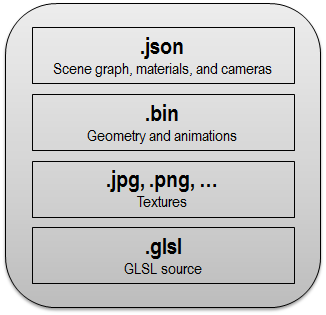 .json
Scene graph, materials, and cameras
.bin
Geometry and animations
.jpg, .png, …
Textures
.glsl
GLSL source